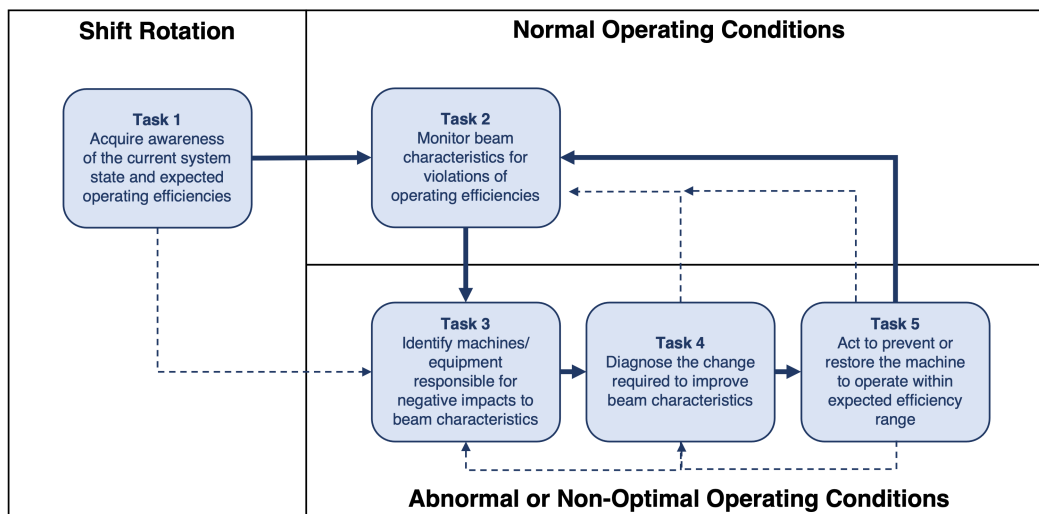 Shift Rotation
Normal Operating Conditions
Task 1
Acquire awareness
of the current system
state and expected
operating efficiencies
Task 2
Monitor beam
characteristics for
violations of
operating efficiencies
Task 3
Identify machines/
equipment
responsible for
negative impacts to
beam characteristics
Task 4
Diagnose the change
required to improve
beam characteristics
Task 5
Act to prevent or
restore the machine
to operate within
expected efficiency
range
Abnormal or Non-Optimal Operating Conditions